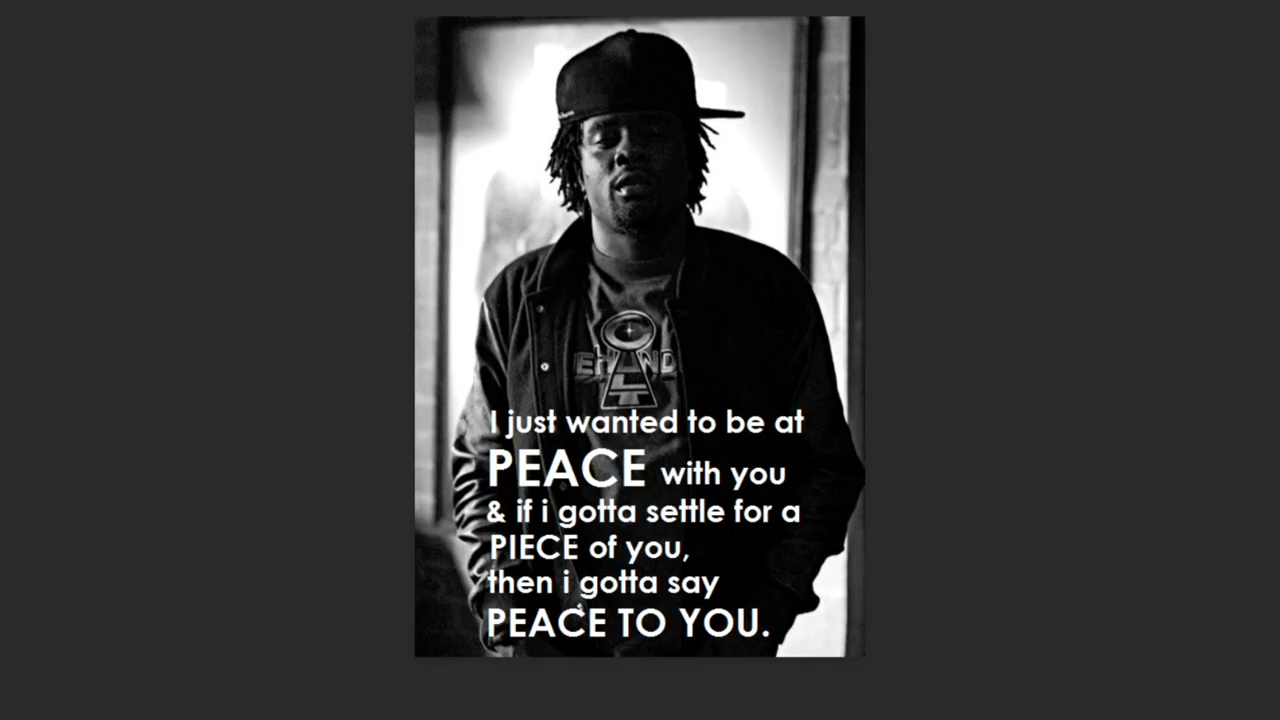 I just wanted to be at
PEACE with you
& if i gotta settle for a
PIECE of you,
then i gotta say
PEACE TO YOU.